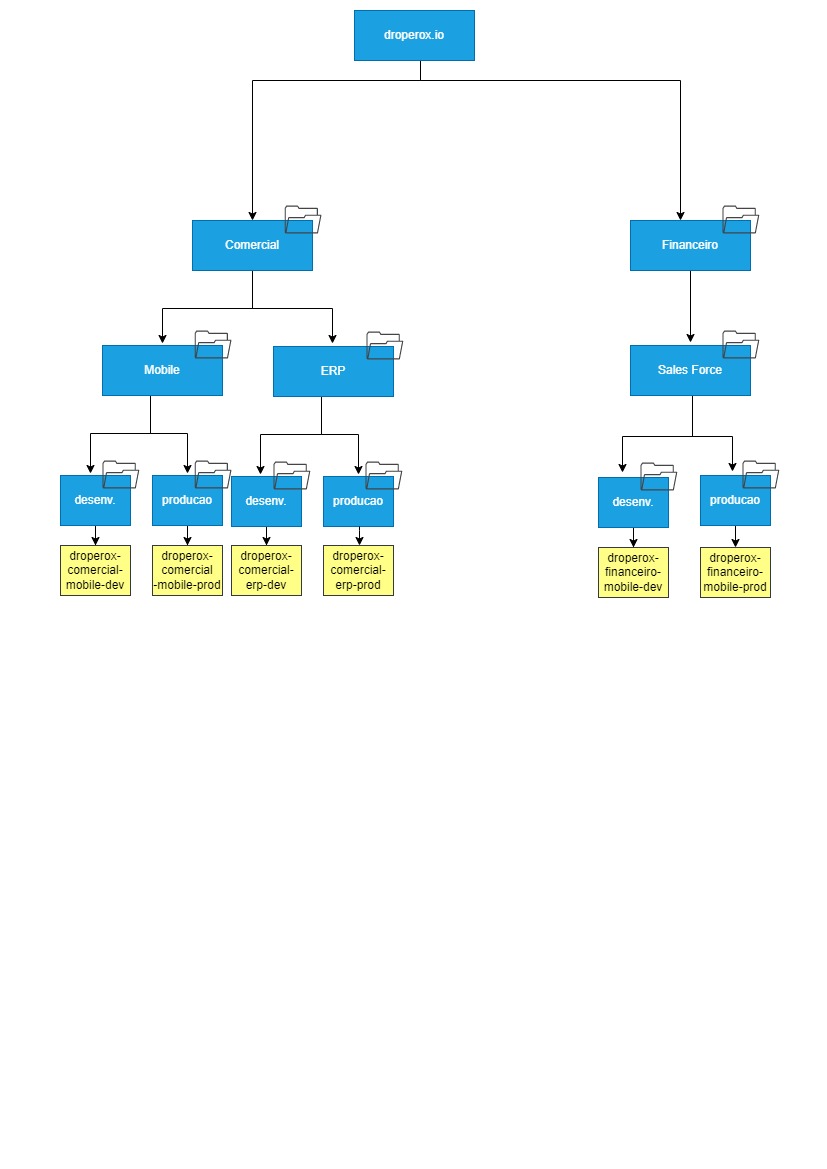 droperox.io
Comercial
Financeiro
Mobile
ERP
Sales Force
desenv.
producao
desenv.
producao
desenv.
producao
droperox-
comercial-
mobile-dev
droperox-
comercial
-mobile-prod
droperox-
comercial-
erp-dev
droperox-
comercial-
erp-prod
droperox-
financeiro-
mobile-dev
droperox-
financeiro-
mobile-prod